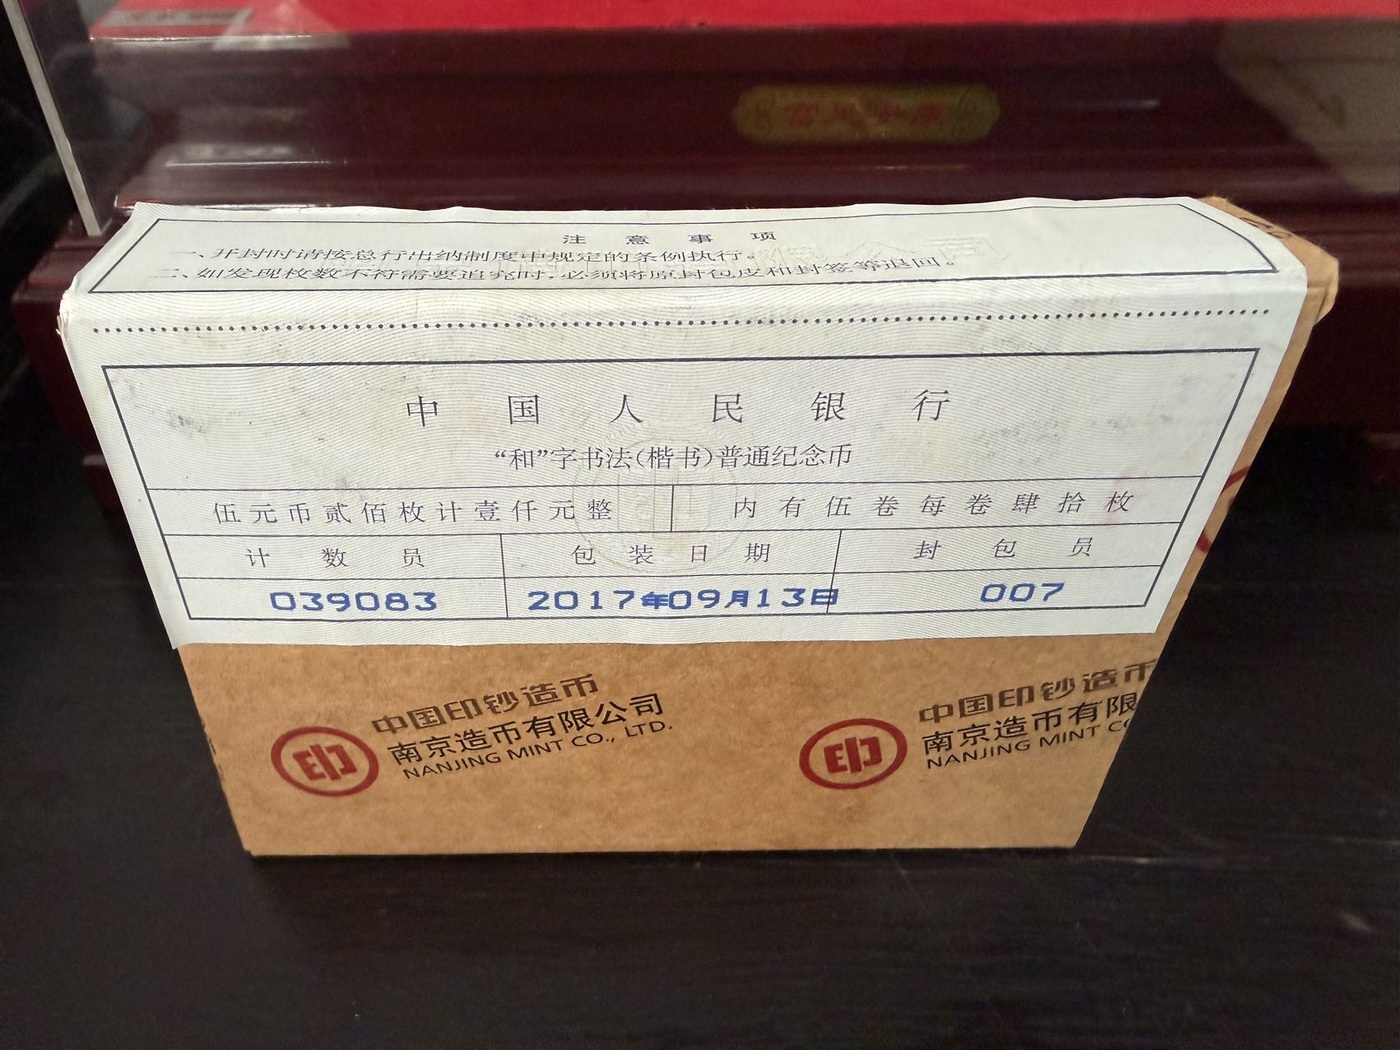 注意事项
一、开封时请按总行出纳制度中规定的条例执行。
二、如发现枚数不符需要追究时，必须将原封包皮和封签等退回。
中国人民银行
“和”字书法(楷书)普通纪念币
伍元币贰佰枚计壹仟元整 内有伍卷每卷肆拾枚
计数员 包装日期 封包员
039083 2017年09月13日 007
中国印钞造币
南京造币有限公司
NANJING MINT CO., LTD.
中国印钞造币
南京造币有限
NANJING MINT CO